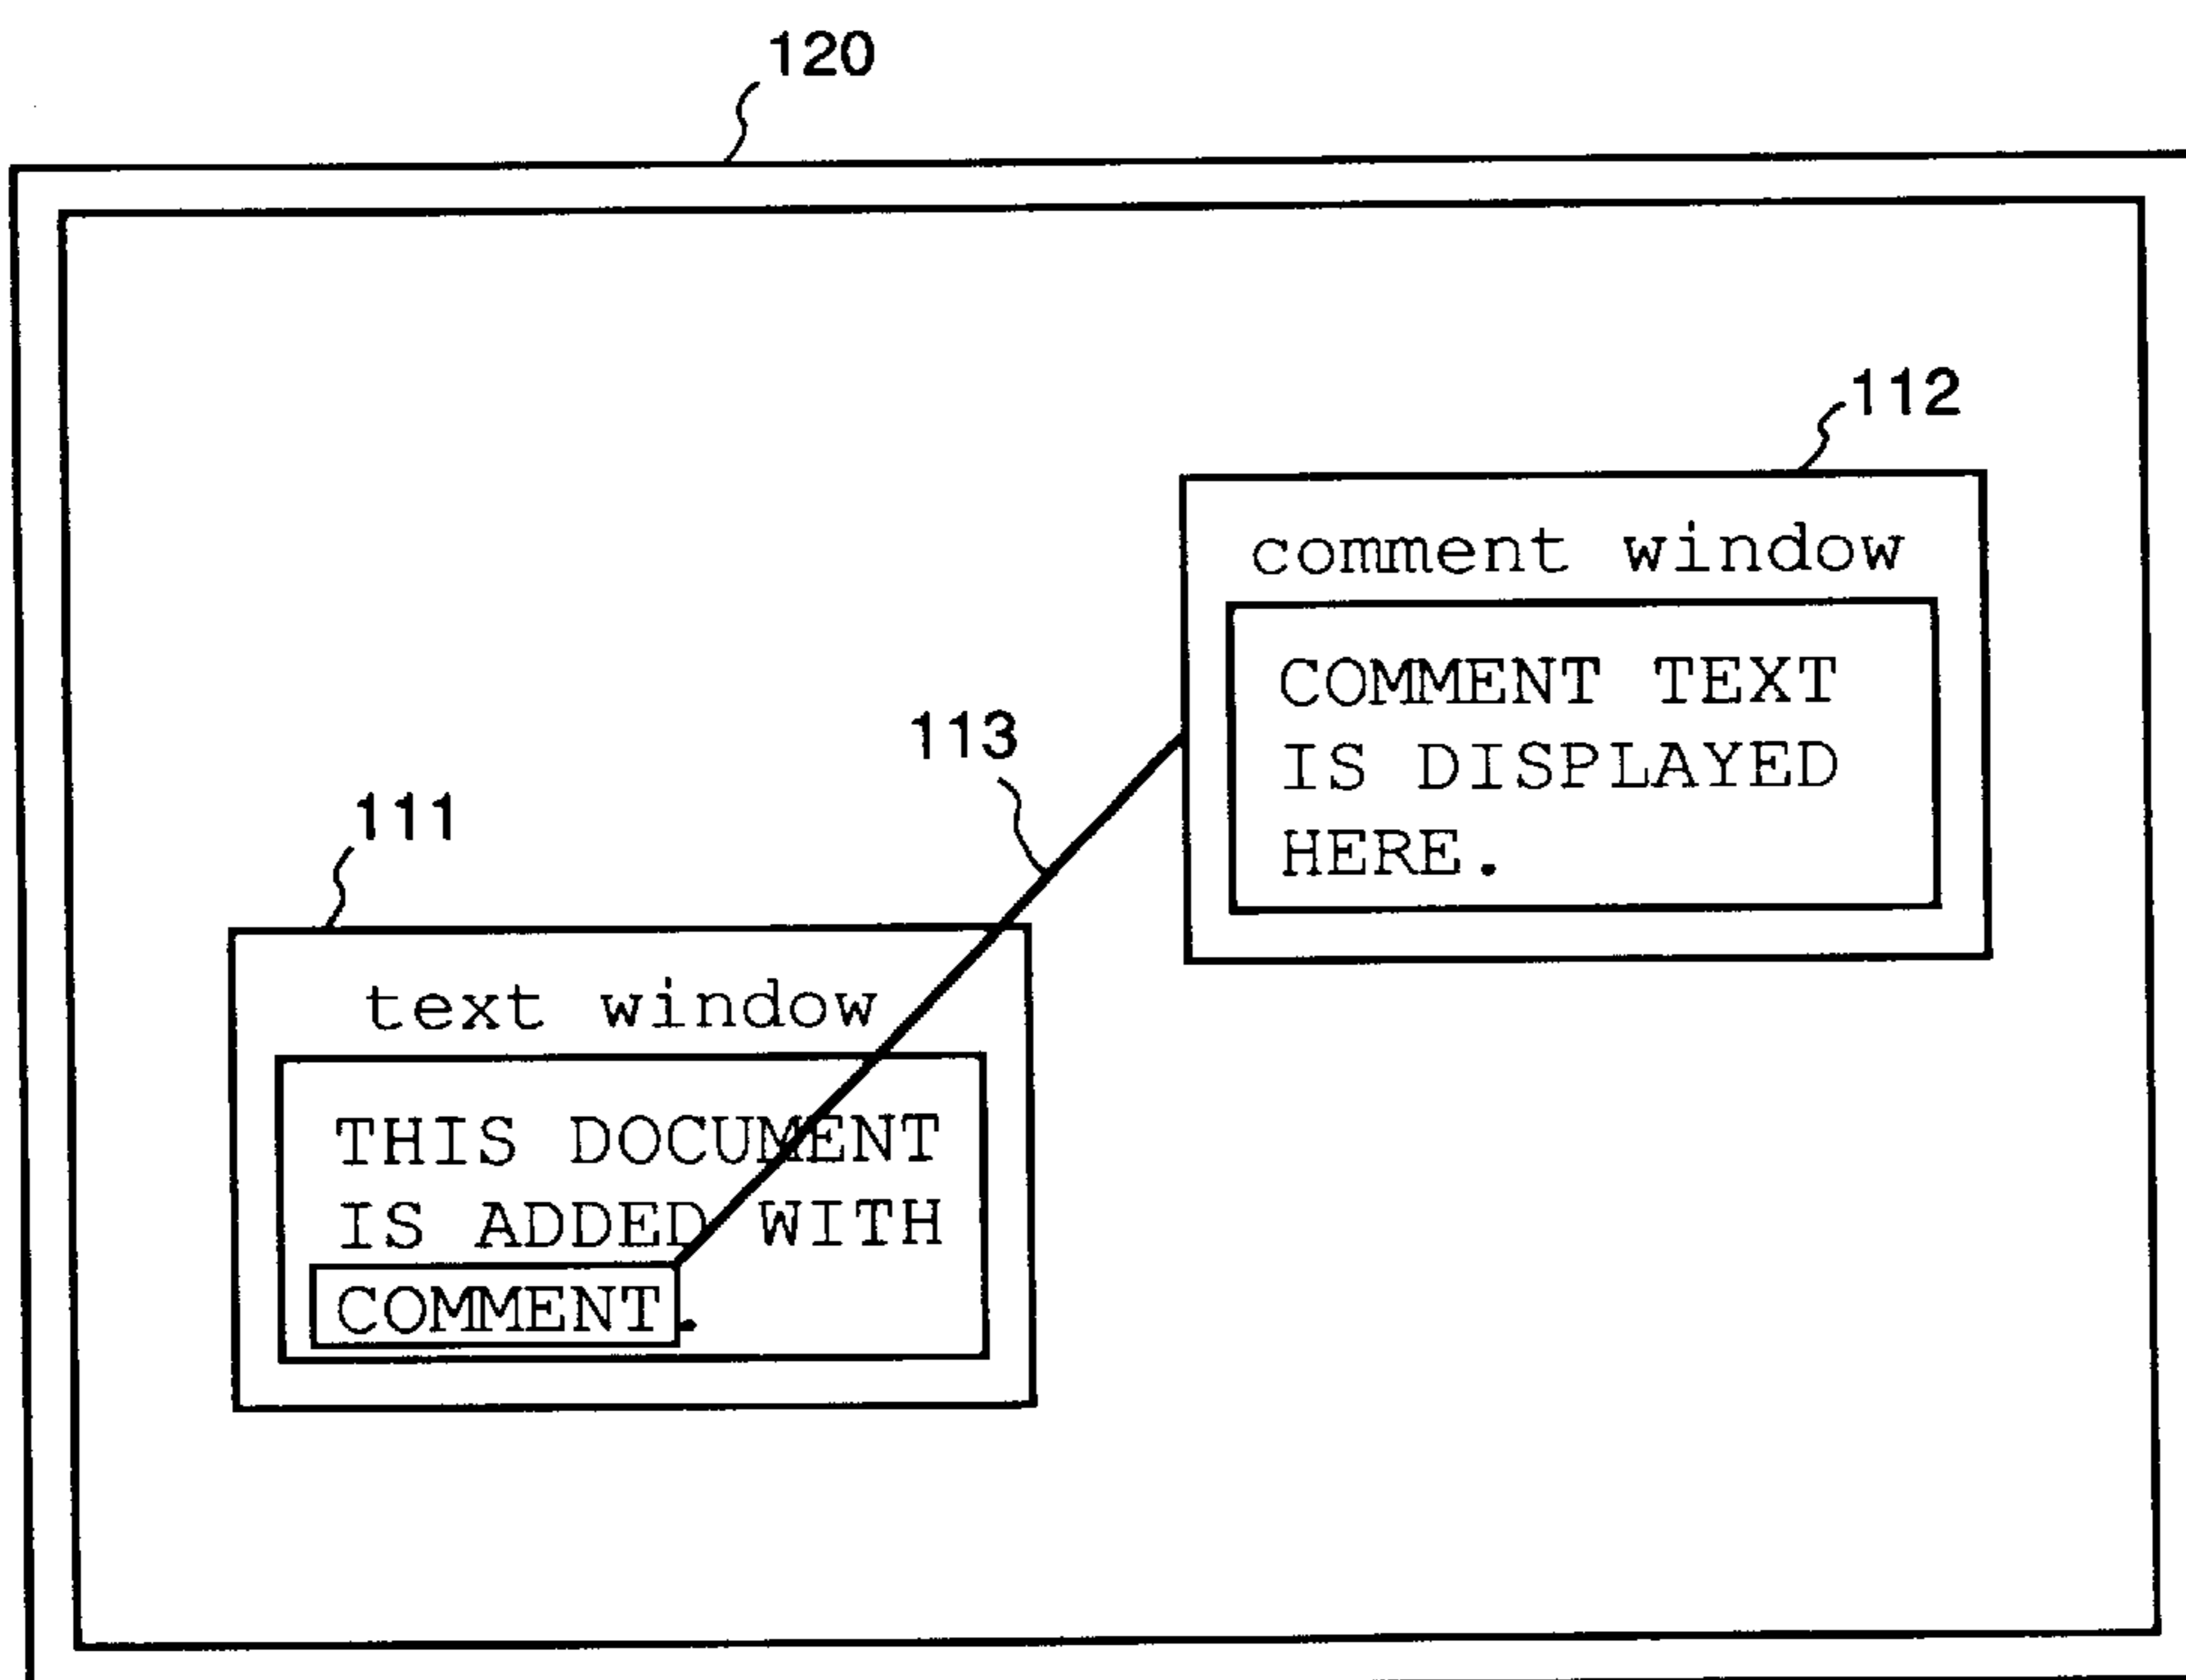 120
112
comment window
COMMENT TEXT
IS DISPLAYED
HERE.
113
111
text window
THIS DOCUMENT
IS ADDED WITH
COMMENT.